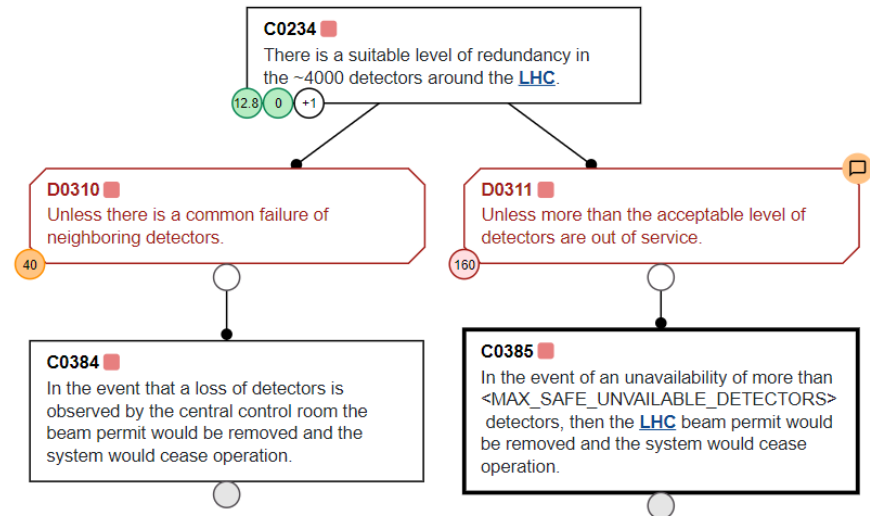 C0234
There is a suitable level of redundancy in
the ~4000 detectors around the LHC.
12.8
0
+1
D0310
Unless there is a common failure of
neighboring detectors.
40
D0311
Unless more than the acceptable level of
detectors are out of service.
160
C0384
In the event that a loss of detectors is
observed by the central control room the
beam permit would be removed and the
system would cease operation.
C0385
In the event of an unavailability of more than
<MAX_SAFE_UNVAILABLE_DETECTORS>
detectors, then the LHC beam permit would
be removed and the system would cease
operation.